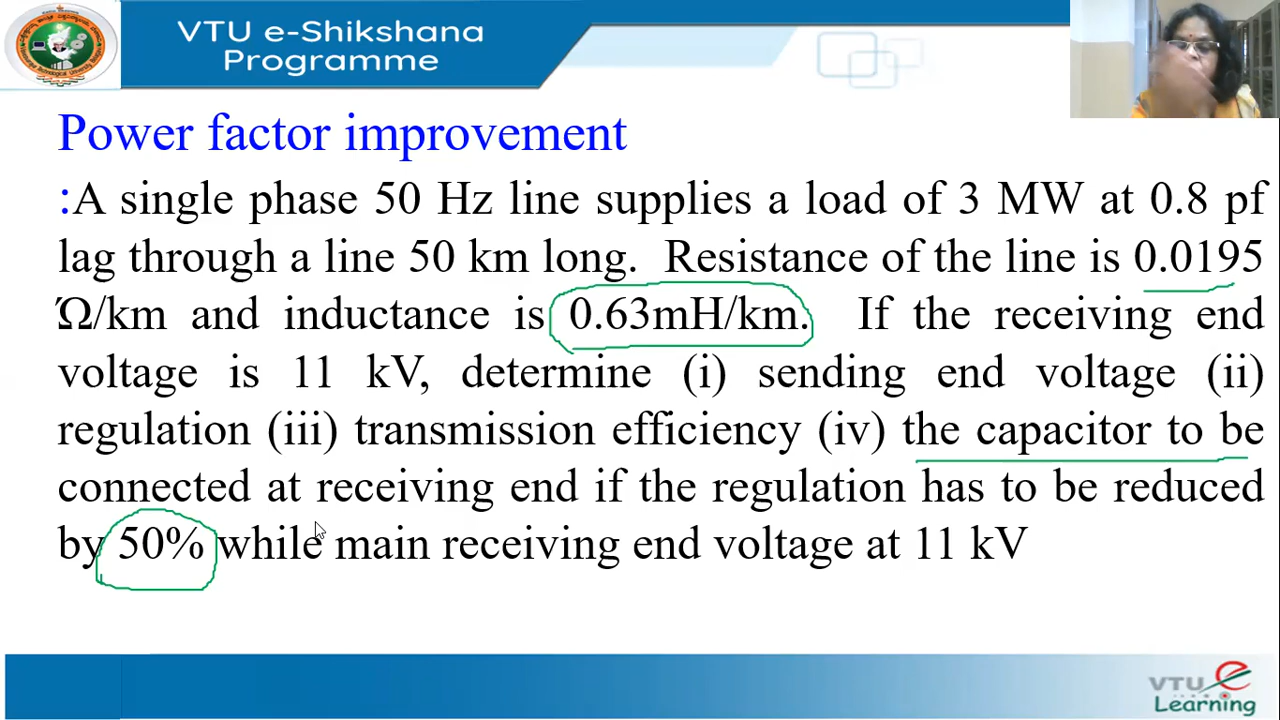 VTU e-Shikshana
Programme
Power factor improvement
:A single phase 50 Hz line supplies a load of 3 MW at 0.8 pf
lag through a line 50 km long. Resistance of the line is 0.0195
Ώ/km and inductance is 0.63mH/km. If the receiving end
voltage is 11 kV, determine (i) sending end voltage (ii)
regulation (iii) transmission efficiency (iv) the capacitor to be
connected at receiving end if the regulation has to be reduced
by 50% while main receiving end voltage at 11 kV
VTU e
Learning